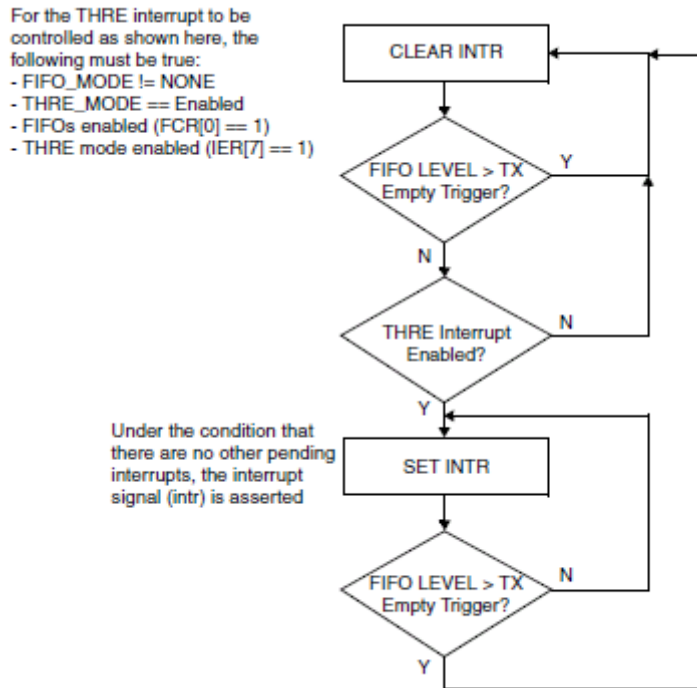 For the THRE interrupt to be
controlled as shown here, the
following must be true:
- FIFO_MODE != NONE
- THRE_MODE == Enabled
- FIFOs enabled (FCR[0] == 1)
- THRE mode enabled (IER[7] == 1)
CLEAR INTR
FIFO LEVEL > TX
Empty Trigger?
Y
N
THRE Interrupt
Enabled?
N
Y
Under the condition that
there are no other pending
interrupts, the interrupt
signal (intr) is asserted
SET INTR
FIFO LEVEL > TX
Empty Trigger?
N
Y